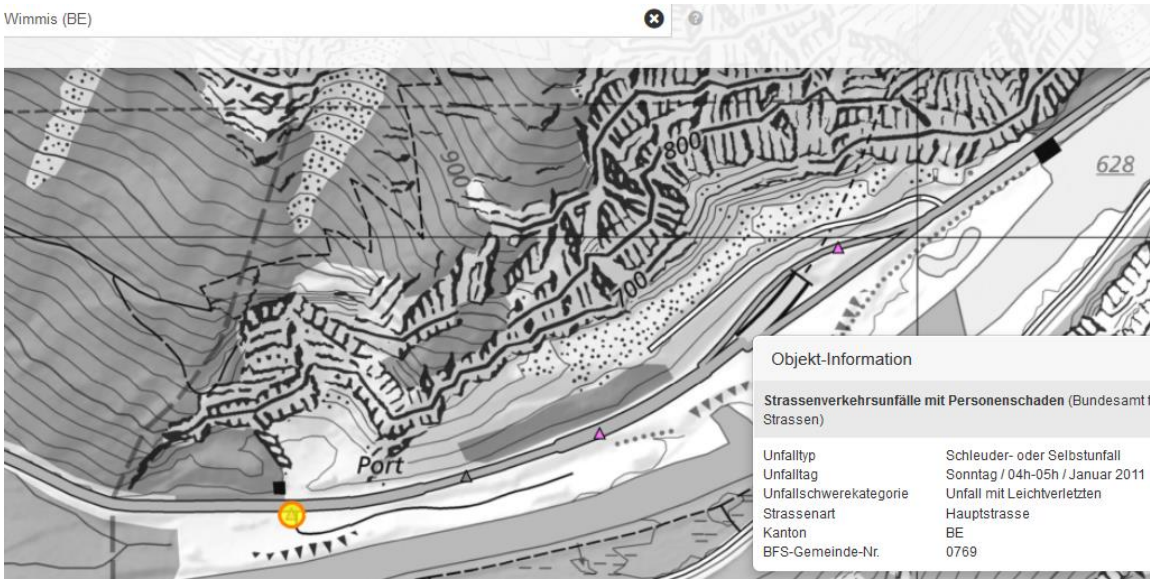 Wimmis (BE)
900
800
628
700
Port
Objekt-Information
Strassenverkehrsunfälle mit Personenschaden (Bundesamt f
Strassen)
Unfalltyp Schleuder- oder Selbstunfall
Unfalltag Sonntag / 04h-05h / Januar 2011
Unfallschwerekategorie Unfall mit Leichtverletzten
Strassenart Hauptstrasse
Kanton BE
BFS-Gemeinde-Nr. 0769